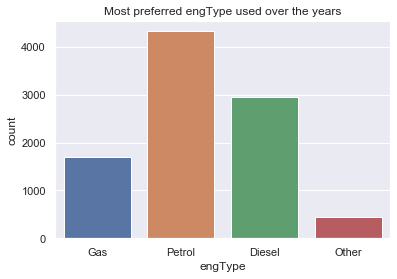 Most preferred engType used over the years
4000
3000
2000
1000
0
count
Gas Petrol Diesel Other
engType